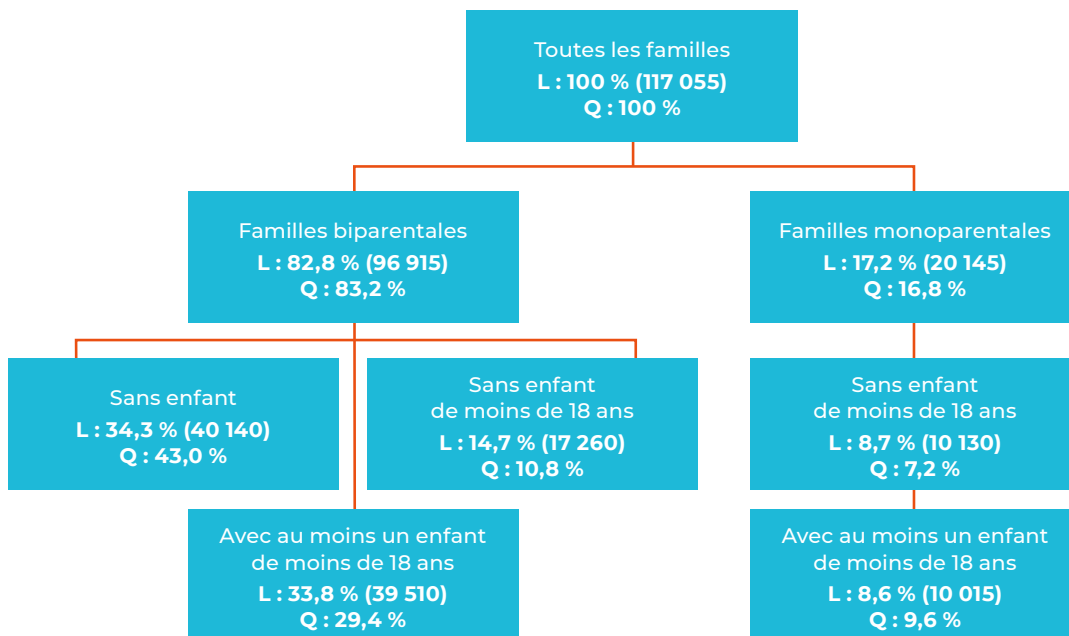 Toutes les familles
L : 100 % (117 055)
Q : 100 %
Familles biparentales
L : 82,8 % (96 915)
Q : 83,2 %
Familles monoparentales
L : 17,2 % (20 145)
Q : 16,8 %
Sans enfant
L : 34,3 % (40 140)
Q : 43,0 %
Sans enfant
de moins de 18 ans
L : 14,7 % (17 260)
Q : 10,8 %
Sans enfant
de moins de 18 ans
L : 8,7 % (10 130)
Q : 7,2 %
Avec au moins un enfant
de moins de 18 ans
L : 33,8 % (39 510)
Q : 29,4 %
Avec au moins un enfant
de moins de 18 ans
L : 8,6 % (10 015)
Q : 9,6 %